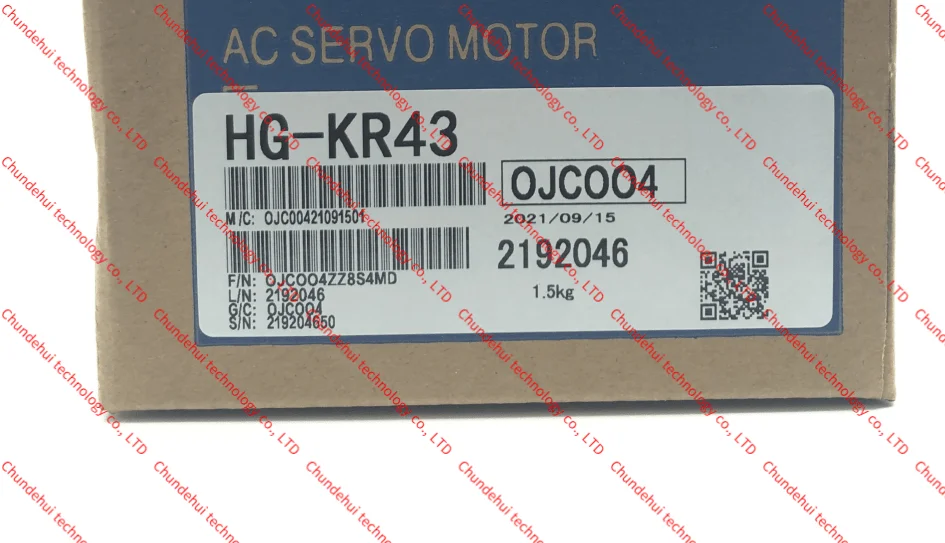 AC SERVO MOTOR
HG-KR43
OJCOO4
M/C: OJC00421091501
2021/09/15
2192046
F/N: OJCOO4ZZ8S4MD
L/N: 2192046
G/C: OJCOO4
S/N: 219204650
1.5kg
Chundehui technology co., LTD